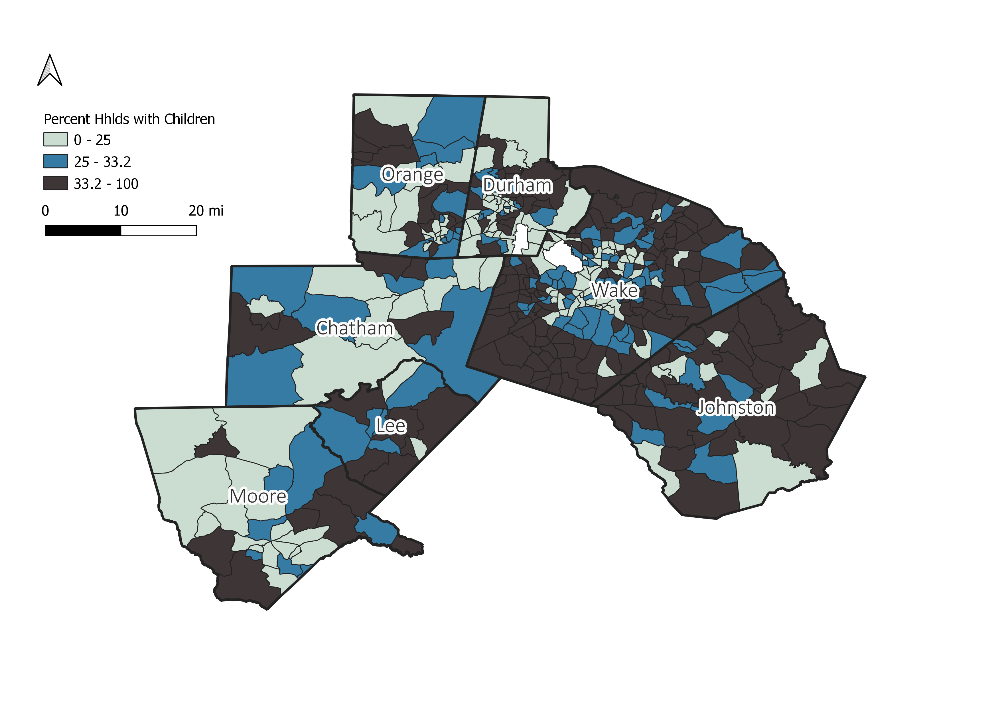 Percent Hhlds with Children
0 - 25
25 - 33.2
33.2 - 100
0 10 20 mi
Orange
Durham
Wake
Chatham
Johnston
Lee
Moore